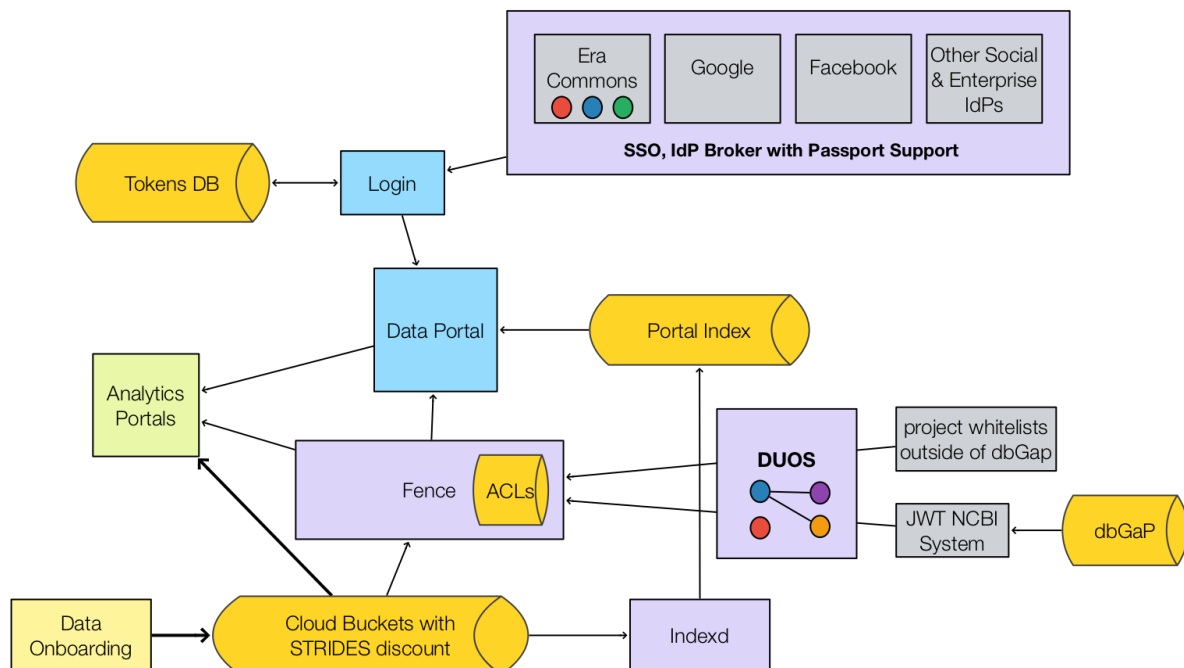 Era
Commons
Google
Facebook
Other Social
& Enterprise
IdPs
SSO, IdP Broker with Passport Support
Tokens DB
Login
Data Portal
Portal Index
Analytics
Portals
Fence
ACLs
DUOS
project whitelists
outside of dbGap
JWT NCBI
System
dbGaP
Data
Onboarding
Cloud Buckets with
STRIDES discount
Indexd